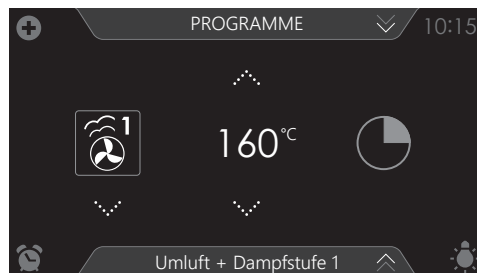 PROGRAMME
10:15
1
160°C
Umluft + Dampfstufe 1